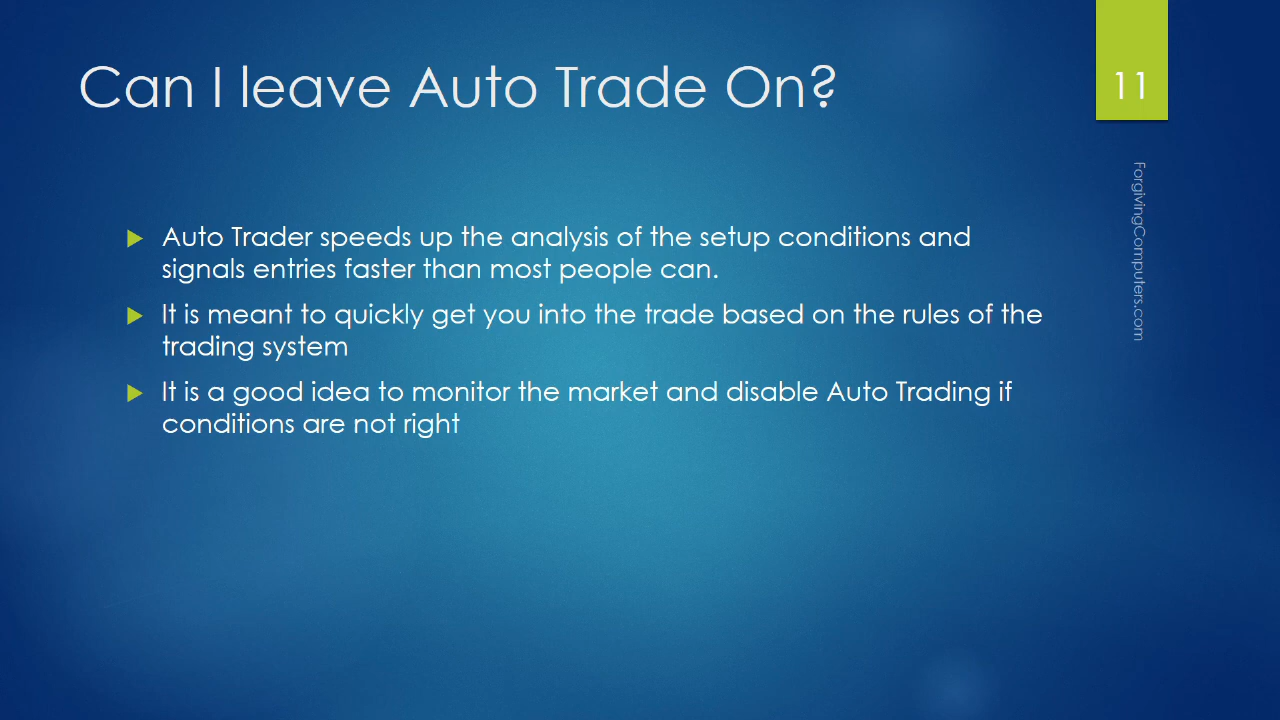 Can I leave Auto Trade On?
11
Auto Trader speeds up the analysis of the setup conditions and
signals entries faster than most people can.
It is meant to quickly get you into the trade based on the rules of the
trading system
It is a good idea to monitor the market and disable Auto Trading if
conditions are not right
ForgivingComputers.com